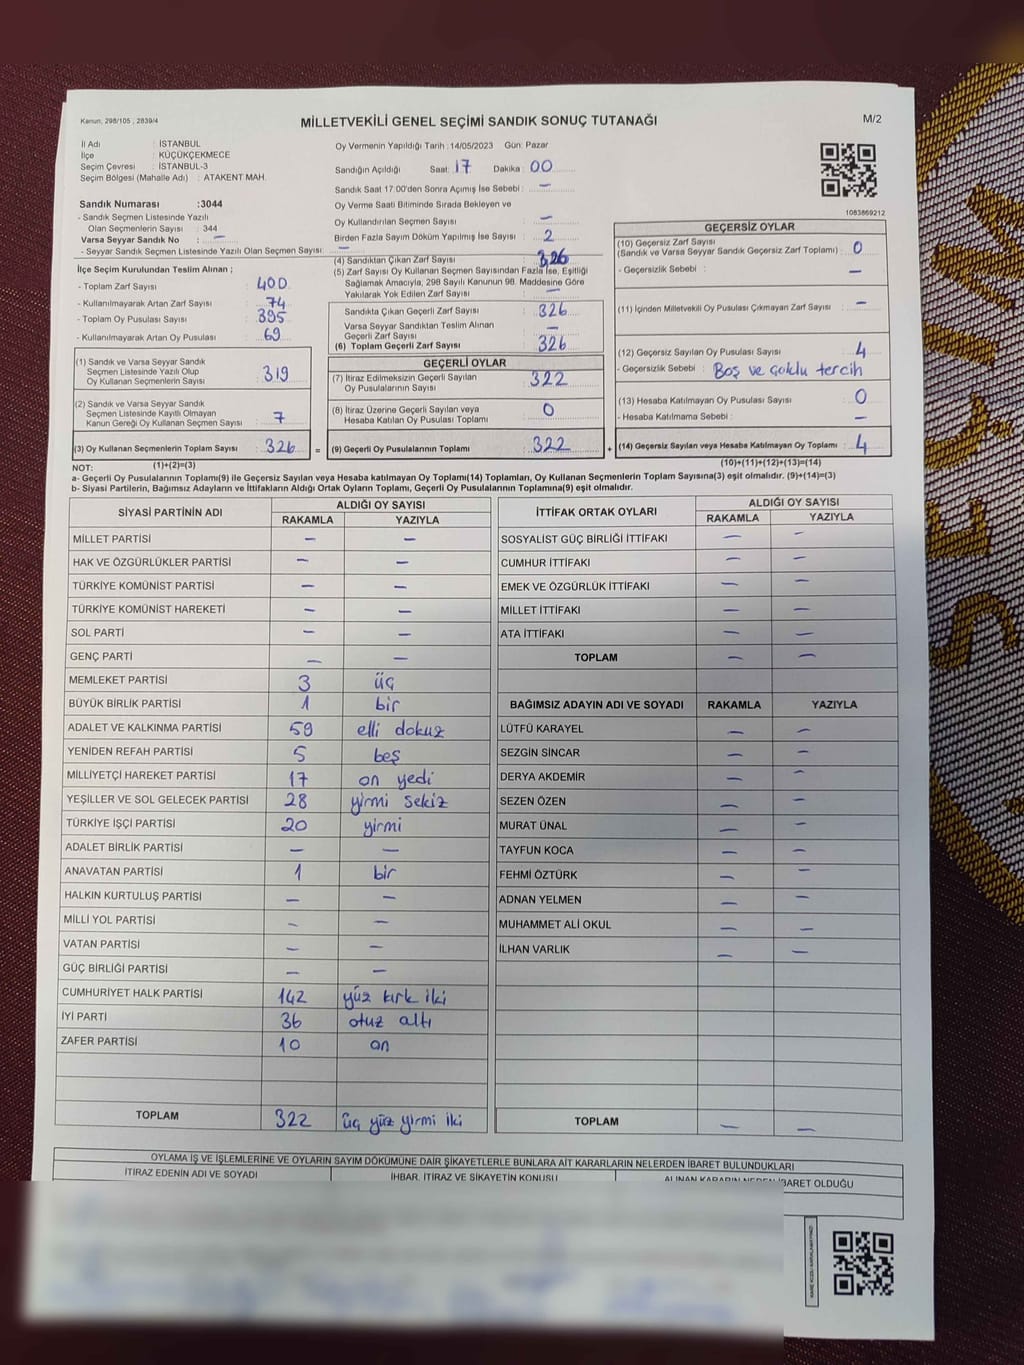 Kanun, 298/105 , 2839/4
MİLLETVEKİLİ GENEL SEÇİMİ SANDIK SONUÇ TUTANAĞI
M/2
İl Adı : İSTANBUL
İlçe : KÜÇÜKÇEKMECE
Seçim Çevresi : İSTANBUL-3
Seçim Bölgesi (Mahalle Adı) : ATAKENT MAH.
Sandık Numarası :3044
- Sandık Seçmen Listesinde Yazılı
Olan Seçmenlerin Sayısı : 344
Varsa Seyyar Sandık No : —
- Seyyar Sandık Seçmen Listesinde Yazılı Olan Seçmen Sayısı : —
İlçe Seçim Kurulundan Teslim Alınan ;
- Toplam Zarf Sayısı : 400
- Kullanılmayarak Artan Zarf Sayısı : 74
- Toplam Oy Pusulası Sayısı : 395
- Kullanılmayarak Artan Oy Pusulası : 69
(1) Sandık ve Varsa Seyyar Sandık
Seçmen Listesinde Yazılı Olup
Oy Kullanan Seçmenlerin Sayısı : 319
(2) Sandık ve Varsa Seyyar Sandık
Seçmen Listesinde Kayıtlı Olmayan
Kanun Gereği Oy Kullanan Seçmen Sayısı : 7
(3) Oy Kullanan Seçmenlerin Toplam Sayısı : 326 =
Oy Vermenin Yapıldığı Tarih : 14/05/2023 Gün: Pazar
Sandığın Açıldığı Saat: 17 Dakika : 00
Sandık Saat 17:00'den Sonra Açımış İse Sebebi : —
Oy Verme Saati Bitiminde Sırada Bekleyen ve
Oy Kullandırılan Seçmen Sayısı : —
Birden Fazla Sayım Döküm Yapılmış İse Sayısı : 2
(4) Sandıktan Çıkan Zarf Sayısı : 326
(5) Zarf Sayısı Oy Kullanan Seçmen Sayısından Fazla İse, Eşitliği
Sağlamak Amacıyla, 298 Sayılı Kanunun 98. Maddesine Göre
Yakılarak Yok Edilen Zarf Sayısı : —
Sandıkta Çıkan Geçerli Zarf Sayısı : 326
Varsa Seyyar Sandıktan Teslim Alınan
Geçerli Zarf Sayısı : —
(6) Toplam Geçerli Zarf Sayısı : 326
GEÇERLİ OYLAR
(7) İtiraz Edilmeksizin Geçerli Sayılan
Oy Pusulalarının Sayısı : 322
(8) İtiraz Üzerine Geçerli Sayılan veya
Hesaba Katılan Oy Pusulası Toplamı : 0
(9) Geçerli Oy Pusulalarının Toplamı : 322 +
1083869212
GEÇERSİZ OYLAR
(10) Geçersiz Zarf Sayısı
(Sandık ve Varsa Seyyar Sandık Geçersiz Zarf Toplamı) : 0
- Geçersizlik Sebebi : —
(11) İçinden Milletvekili Oy Pusulası Çıkmayan Zarf Sayısı : —
(12) Geçersiz Sayılan Oy Pusulası Sayısı : 4
- Geçersizlik Sebebi : Boş ve çoklu tercih
(13) Hesaba Katılmayan Oy Pusulası Sayısı : 0
- Hesaba Katılmama Sebebi : —
(14) Geçersiz Sayılan veya Hesaba Katılmayan Oy Toplamı : 4
NOT: (1)+(2)=(3) (10)+(11)+(12)+(13)=(14)
a- Geçerli Oy Pusulalarının Toplamı(9) ile Geçersiz Sayılan veya Hesaba katılmayan Oy Toplamı(14) Toplamları, Oy Kullanan Seçmenlerin Toplam Sayısına(3) eşit olmalıdır. (9)+(14)=(3)
b- Siyasi Partilerin, Bağımsız Adayların ve İttifakların Aldığı Ortak Oyların Toplamı, Geçerli Oy Pusulalarının Toplamına(9) eşit olmalıdır.
SİYASİ PARTİNİN ADI ALDIĞI OY SAYISI
RAKAMLA YAZIYLA
MİLLET PARTİSİ — —
HAK VE ÖZGÜRLÜKLER PARTİSİ — —
TÜRKİYE KOMÜNİST PARTİSİ — —
TÜRKİYE KOMÜNİST HAREKETİ — —
SOL PARTİ — —
GENÇ PARTİ — —
MEMLEKET PARTİSİ 3 üç
BÜYÜK BİRLİK PARTİSİ 1 bir
ADALET VE KALKINMA PARTİSİ 59 elli dokuz
YENİDEN REFAH PARTİSİ 5 beş
MİLLİYETÇİ HAREKET PARTİSİ 17 on yedi
YEŞİLLER VE SOL GELECEK PARTİSİ 28 yirmi sekiz
TÜRKİYE İŞÇİ PARTİSİ 20 yirmi
ADALET BİRLİK PARTİSİ — —
ANAVATAN PARTİSİ 1 bir
HALKIN KURTULUŞ PARTİSİ — —
MİLLİ YOL PARTİSİ — —
VATAN PARTİSİ — —
GÜÇ BİRLİĞİ PARTİSİ — —
CUMHURİYET HALK PARTİSİ 142 yüz kırk iki
İYİ PARTİ 36 otuz altı
ZAFER PARTİSİ 10 on
TOPLAM 322 üç yüz yirmi iki
İTTİFAK ORTAK OYLARI ALDIĞI OY SAYISI
RAKAMLA YAZIYLA
SOSYALİST GÜÇ BİRLİĞİ İTTİFAKI — —
CUMHUR İTTİFAKI — —
EMEK VE ÖZGÜRLÜK İTTİFAKI — —
MİLLET İTTİFAKI — —
ATA İTTİFAKI — —
TOPLAM — —
BAĞIMSIZ ADAYIN ADI VE SOYADI RAKAMLA YAZIYLA
LÜTFÜ KARAYEL — —
SEZGİN SİNCAR — —
DERYA AKDEMİR — —
SEZEN ÖZEN — —
MURAT ÜNAL — —
TAYFUN KOCA — —
FEHMİ ÖZTÜRK — —
ADNAN YELMEN — —
MUHAMMET ALİ OKUL — —
İLHAN VARLIK — —
TOPLAM — —
OYLAMA İŞ VE İŞLEMLERİNE VE OYLARIN SAYIM DÖKÜMÜNE DAİR ŞİKAYETLERLE BUNLARA AİT KARARLARIN NELERDEN İBARET BULUNDUKLARI
İTİRAZ EDENİN ADI VE SOYADI İHBAR, İTİRAZ VE ŞİKAYETİN KONUSU ALINAN KARARIN NEDEN İBARET OLDUĞU
SEÇİM